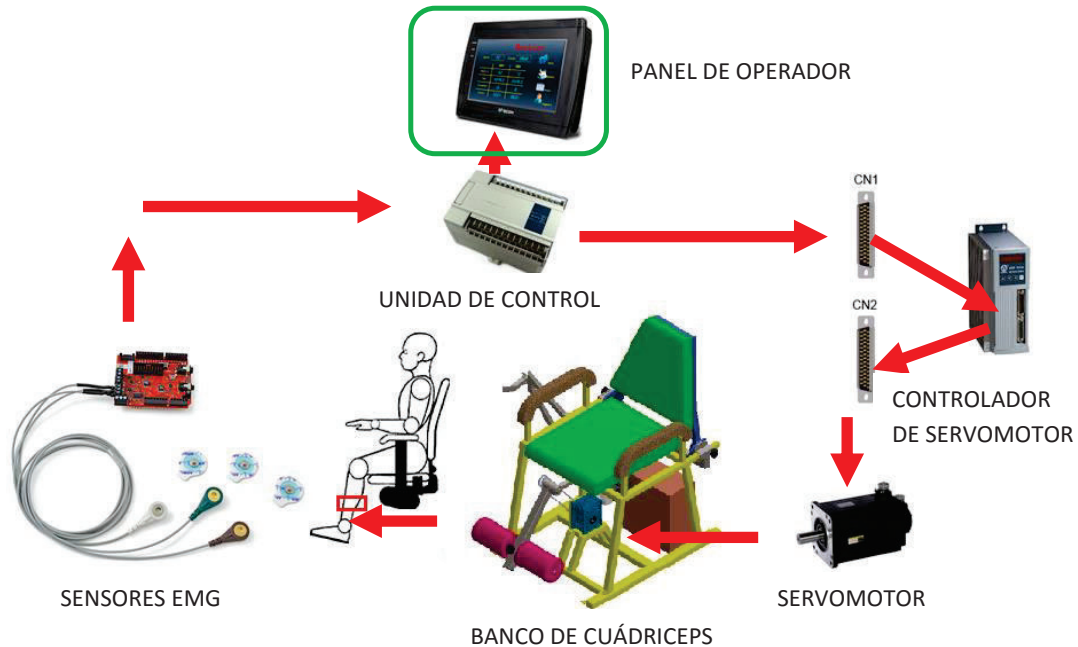 PANEL DE OPERADOR
CN1
UNIDAD DE CONTROL
CN2
CONTROLADOR
DE SERVOMOTOR
SENSORES EMG
SERVOMOTOR
BANCO DE CUÁDRICEPS